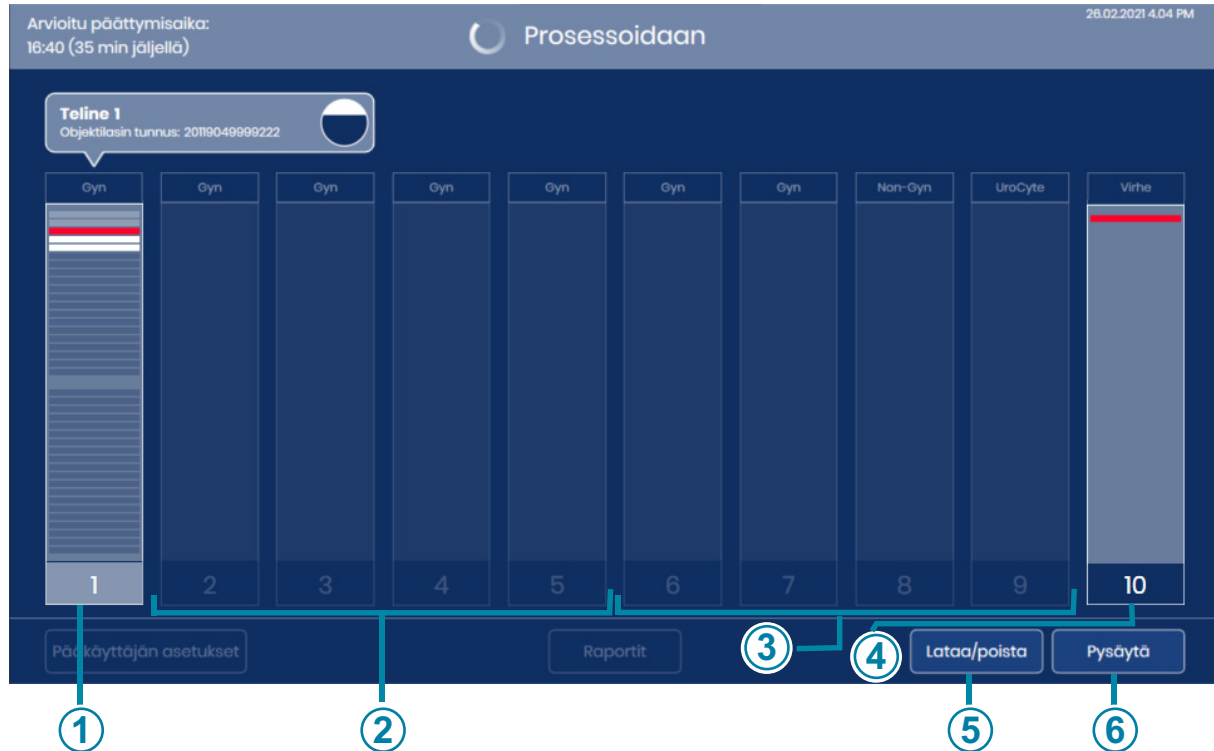 Arvioitu päättymisaika:
16:40 (35 min jäljellä)
Prosessoidaan
26.02.2021 4.04 PM
Teline 1
Objektilasin tunnus: 20119049999222
Gyn Gyn Gyn Gyn Gyn Gyn Gyn Non-Gyn UroCyte Virhe
1 2 3 4 5 6 7 8 9 10
Pääkäyttäjän asetukset Raportit Lataa/poista Pysäytä
3 4
1 2 5 6